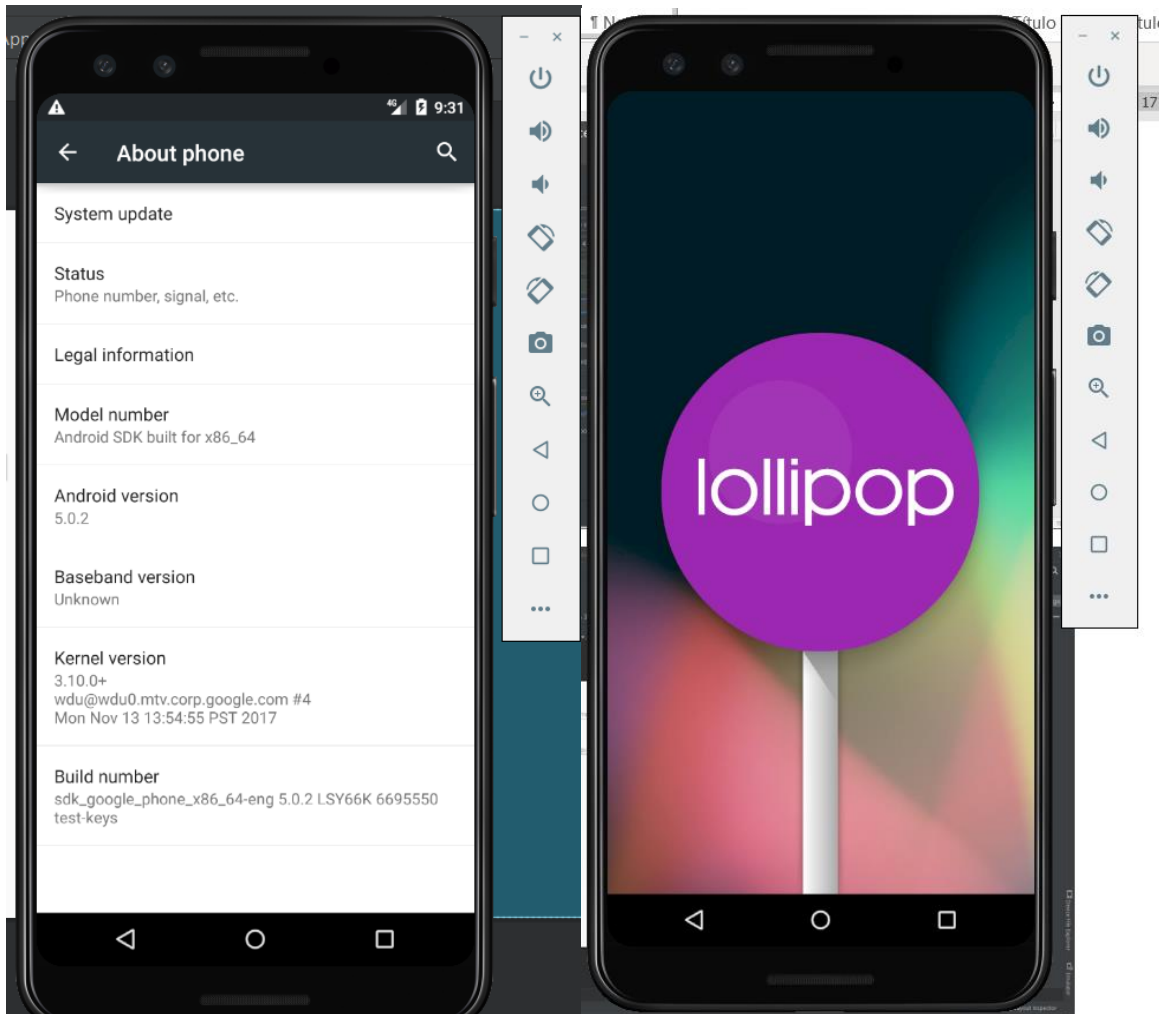 4G 9:31
About phone
System update
Status
Phone number, signal, etc.
Legal information
Model number
Android SDK built for x86_64
Android version
5.0.2
Baseband version
Unknown
Kernel version
3.10.0+
wdu@wdu0.mtv.corp.google.com #4
Mon Nov 13 13:54:55 PST 2017
Build number
sdk_google_phone_x86_64-eng 5.0.2 LSY66K 6695550
test-keys
lollipop
17